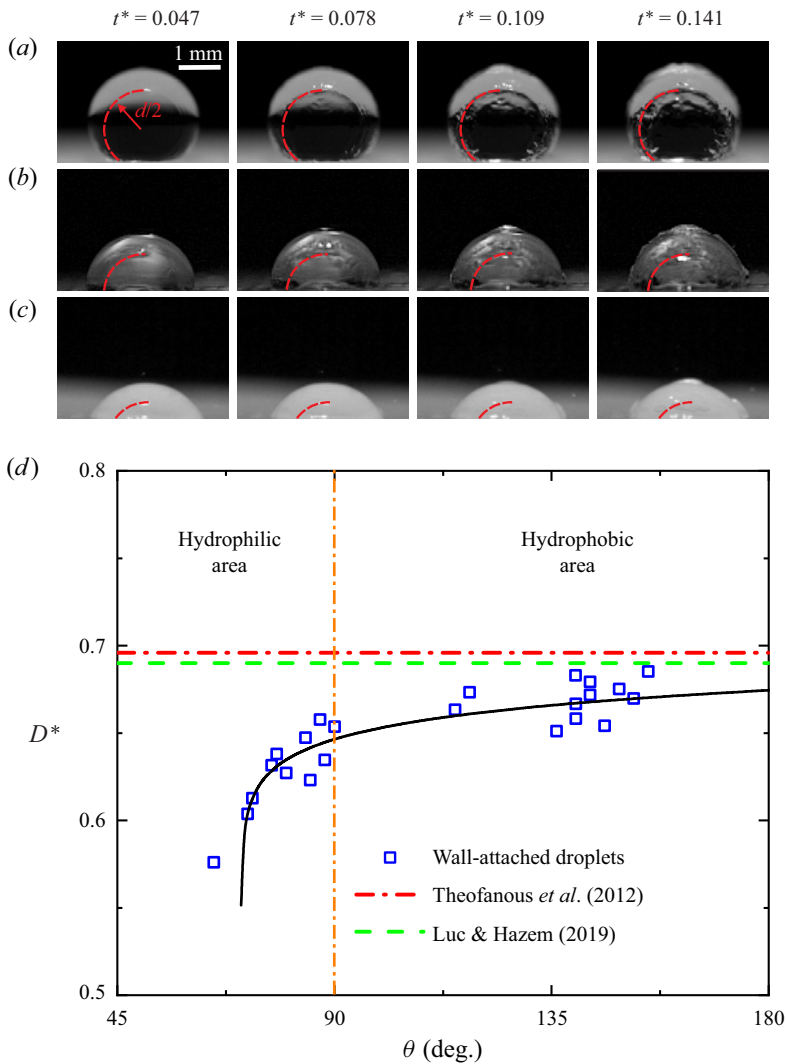 t* = 0.047
t* = 0.078
t* = 0.109
t* = 0.141
(a)
1 mm
d/2
(b)
(c)
(d)
0.8
Hydrophilic
area
Hydrophobic
area
0.7
D*
0.6
Wall-attached droplets
Theofanous et al. (2012)
Luc & Hazem (2019)
0.5
45
90
135
180
θ (deg.)